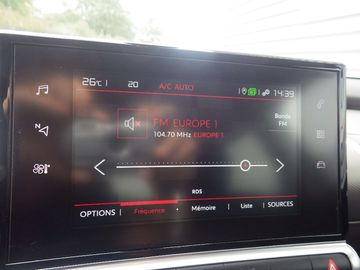 26°C 20 A/C AUTO 14:39
FM EUROPE 1
104.70 MHz EUROPE 1
Bande
FM
N
RDS
OPTIONS Fréquence Mémoire Liste SOURCES